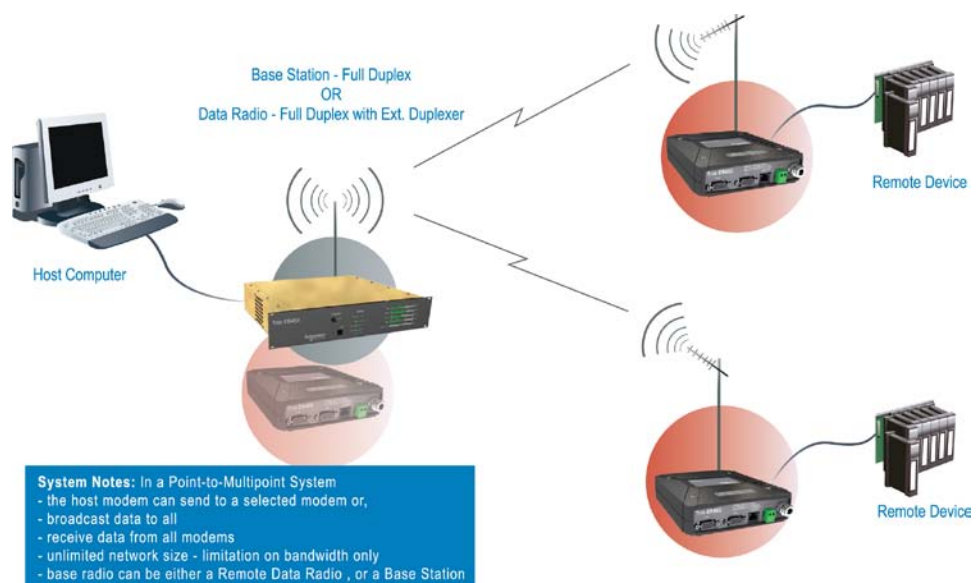 Base Station - Full Duplex
OR
Data Radio - Full Duplex with Ext. Duplexer
Host Computer
Remote Device
Remote Device
System Notes: In a Point-to-Multipoint System
- the host modem can send to a selected modem or,
- broadcast data to all
- receive data from all modems
- unlimited network size - limitation on bandwidth only
- base radio can be either a Remote Data Radio , or a Base Station